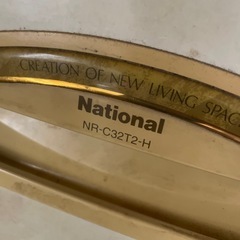 CREATION OF NEW LIVING SPAC
National
NR-C32T2-H